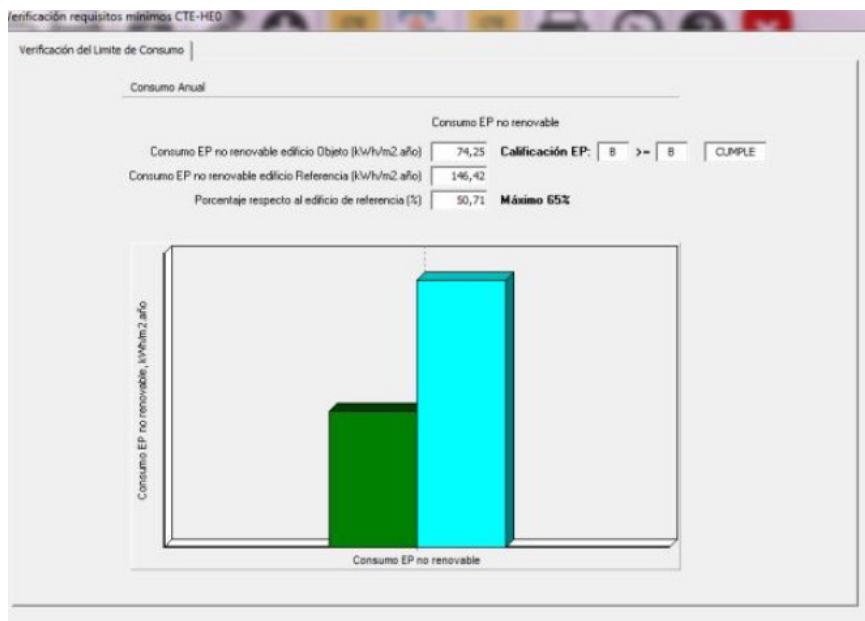 Verificación requisitos mínimos CTE-HE0
CTE
CTE
Verificación del Limite de Consumo
Consumo Anual
Consumo EP no renovable
Consumo EP no renovable edificio Objeto (kWh/m2.año) 74,25 Calificación EP: B >= B CUMPLE
Consumo EP no renovable edificio Referencia (kWh/m2.año) 146,42
Porcentaje respecto al edificio de referencia (%) 50,71 Máximo 65%
Consumo EP no renovable, kWh/m2.año
Consumo EP no renovable